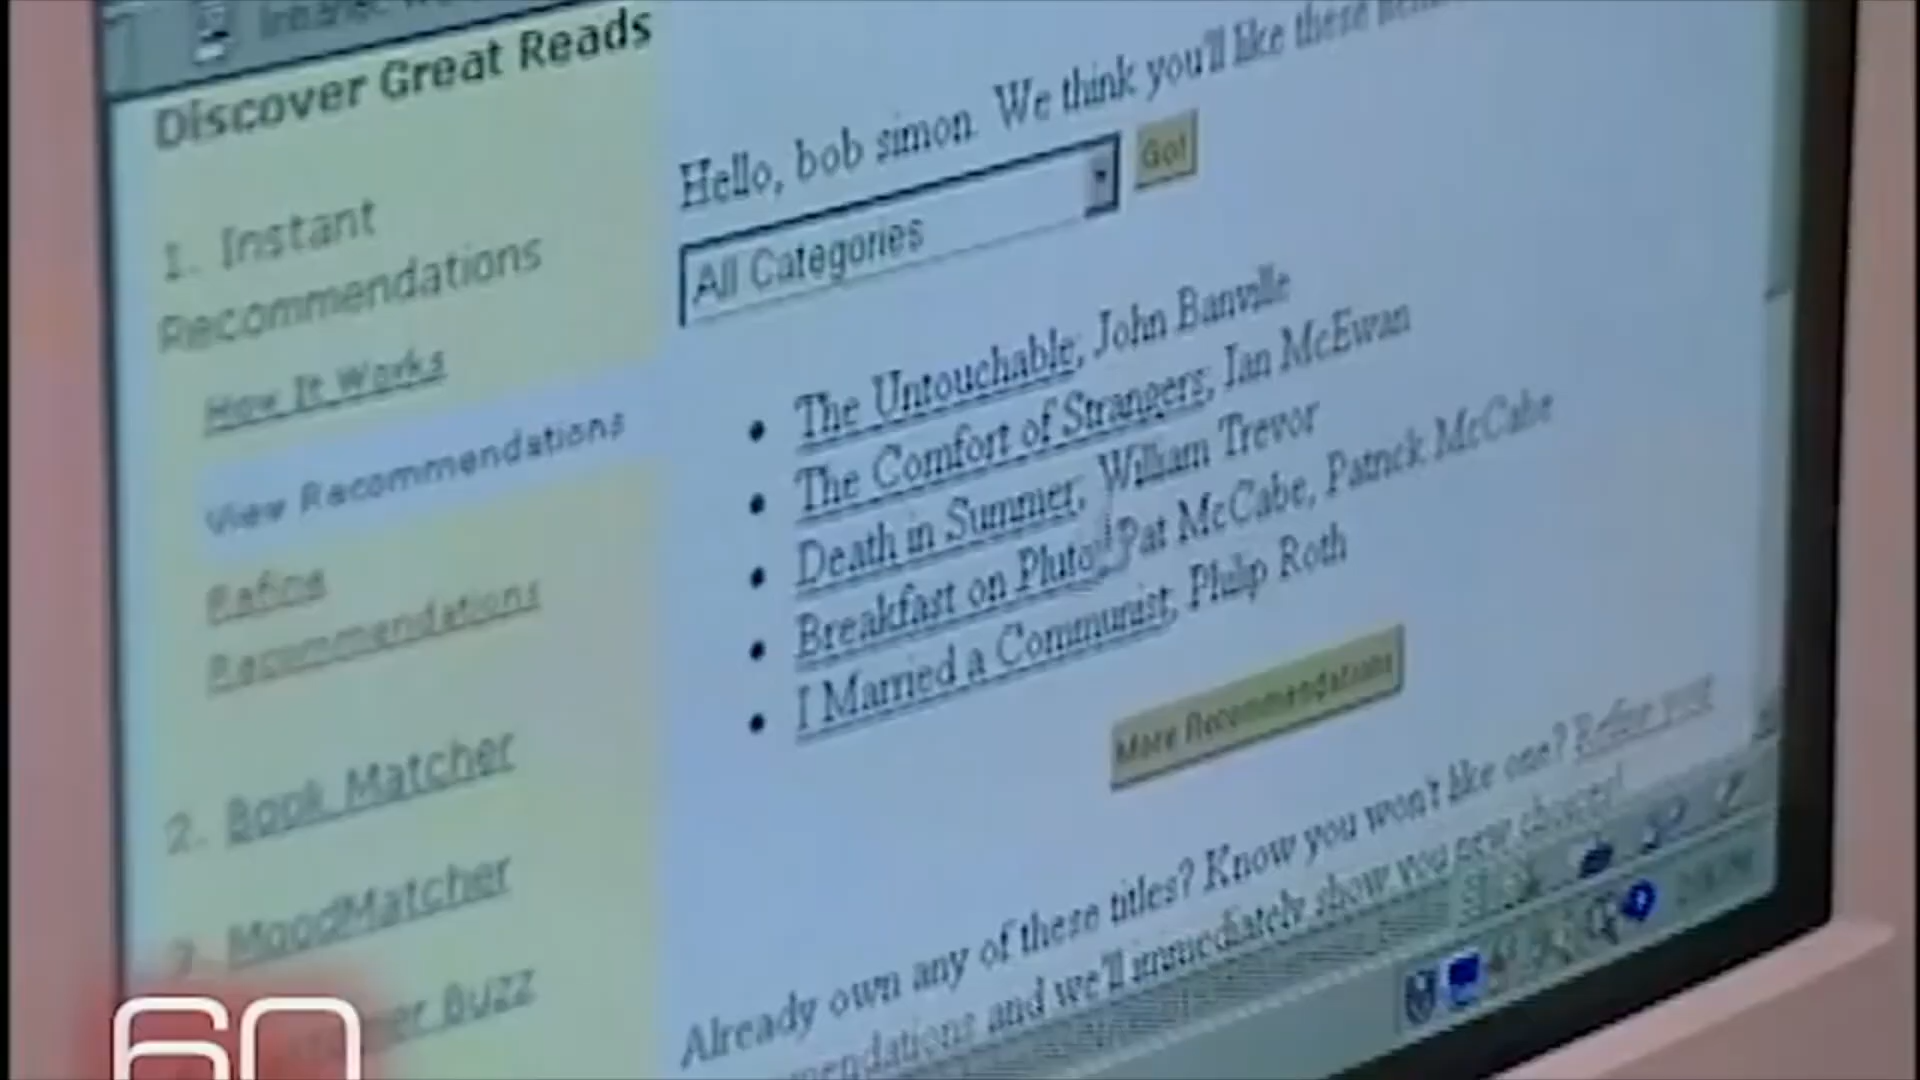 Discover Great Reads
1. Instant
Recommendations
How It Works
View Recommendations
Refine
Recommendations
2. Book Matcher
MoodMatcher
er Buzz
Hello, bob simon. We think you'll like these
All Categories
Go!
The Untouchable; John Banville
The Comfort of Strangers; Ian McEwan
Death in Summer; William Trevor
Breakfast on Pluto; Pat McCabe, Patrick McCabe
I Married a Communist; Philip Roth
More Recommendations
Already own any of these titles? Know you won't like one? Refine your
mendations and we'll immediately show you new choices!
60